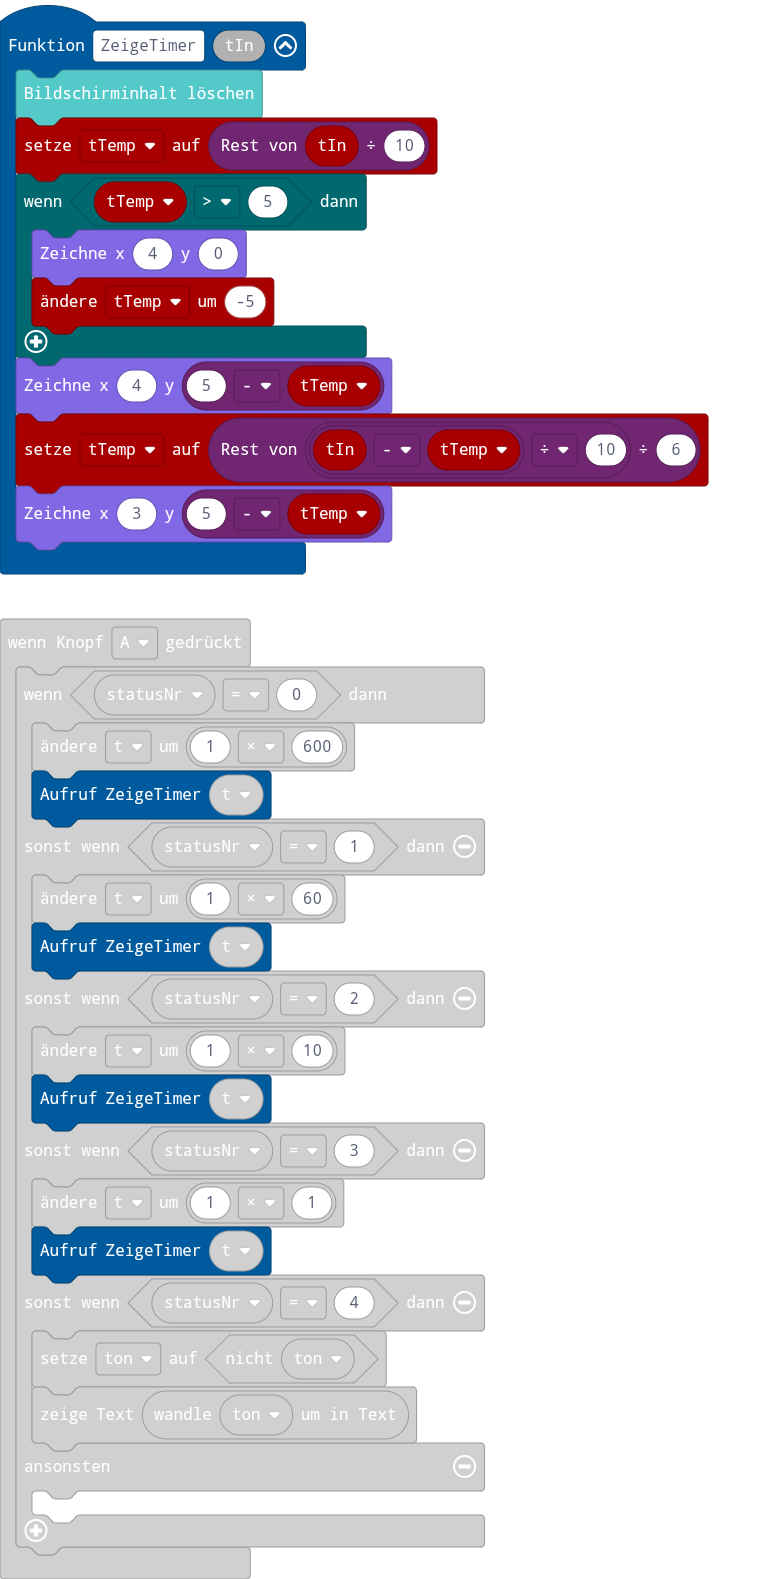 Funktion ZeigeTimer tIn
Bildschirminhalt löschen
setze tTemp auf Rest von tIn ÷ 10
wenn tTemp > 5 dann
Zeichne x 4 y 0
ändere tTemp um -5
Zeichne x 4 y 5 - tTemp
setze tTemp auf Rest von tIn - tTemp ÷ 10 ÷ 6
Zeichne x 3 y 5 - tTemp
wenn Knopf A gedrückt
wenn statusNr = 0 dann
ändere t um 1 × 600
Aufruf ZeigeTimer t
sonst wenn statusNr = 1 dann
ändere t um 1 × 60
Aufruf ZeigeTimer t
sonst wenn statusNr = 2 dann
ändere t um 1 × 10
Aufruf ZeigeTimer t
sonst wenn statusNr = 3 dann
ändere t um 1 × 1
Aufruf ZeigeTimer t
sonst wenn statusNr = 4 dann
setze ton auf nicht ton
zeige Text wandle ton um in Text
ansonsten